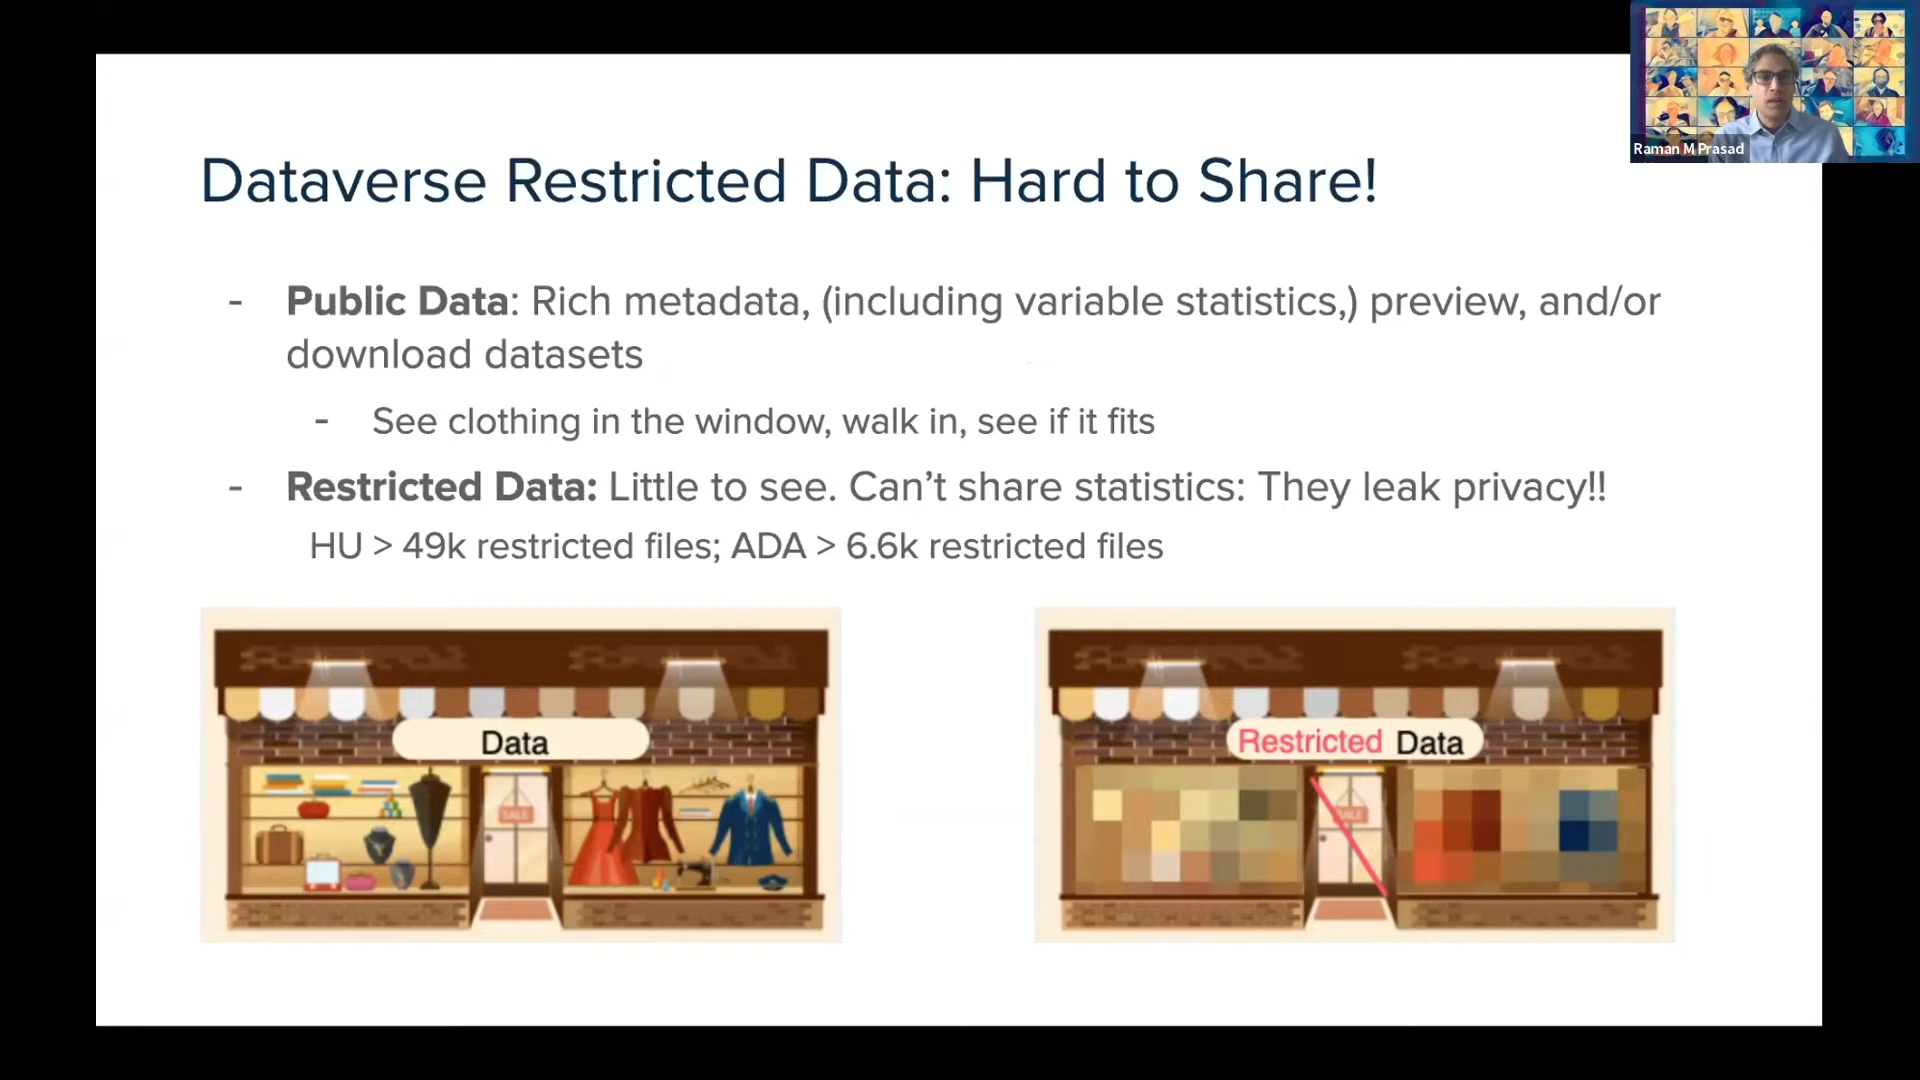 Raman M Prasad
Dataverse Restricted Data: Hard to Share!
- Public Data: Rich metadata, (including variable statistics,) preview, and/or
download datasets
- See clothing in the window, walk in, see if it fits
- Restricted Data: Little to see. Can’t share statistics: They leak privacy!!
HU > 49k restricted files; ADA > 6.6k restricted files
Data
SALE
Restricted Data
SALE